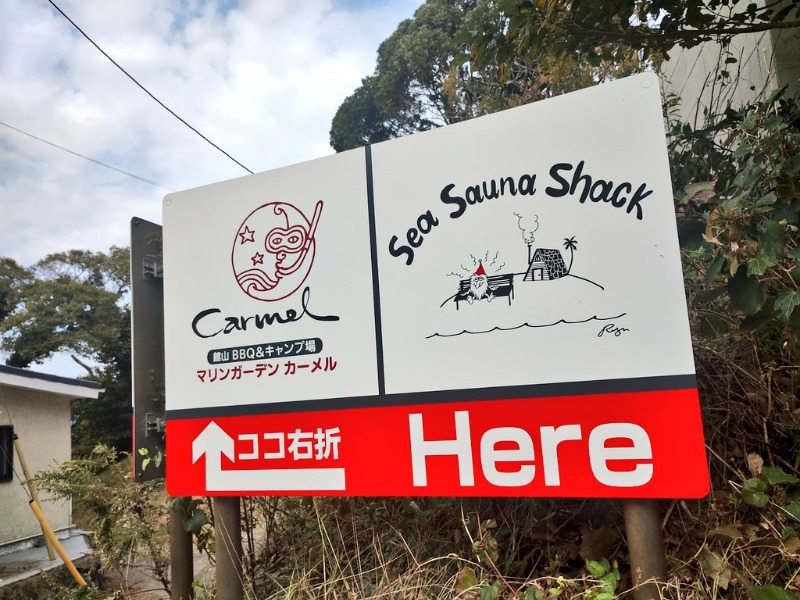 Carmel
館山 BBQ&キャンプ場
マリンガーデン カーメル
Sea Sauna Shack
Ryn
ココ右折
Here